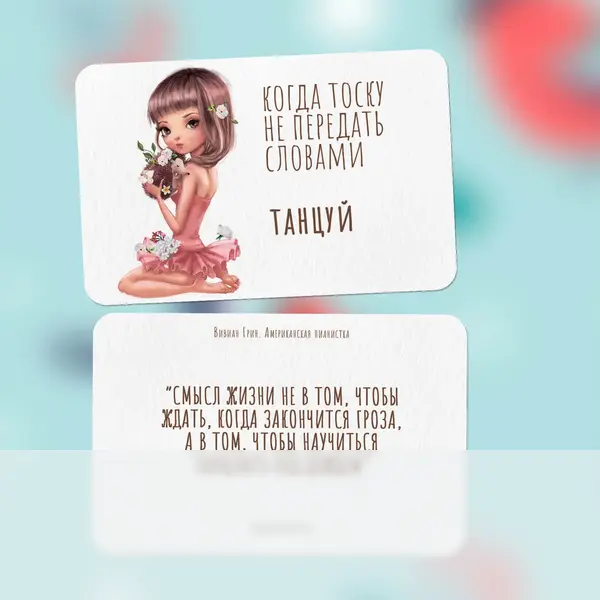 КОГДА ТОСКУ
НЕ ПЕРЕДАТЬ
СЛОВАМИ
ТАНЦУЙ
Вивиан Грин. Американская пианистка
“СМЫСЛ ЖИЗНИ НЕ В ТОМ, ЧТОБЫ
ЖДАТЬ, КОГДА ЗАКОНЧИТСЯ ГРОЗА,
А В ТОМ, ЧТОБЫ НАУЧИТЬСЯ